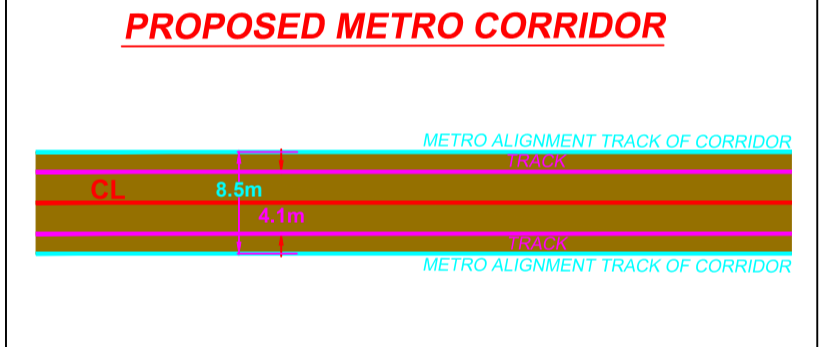 PROPOSED METRO CORRIDOR
METRO ALIGNMENT TRACK OF CORRIDOR
TRACK
CL
8.5m
4.1m
TRACK
METRO ALIGNMENT TRACK OF CORRIDOR